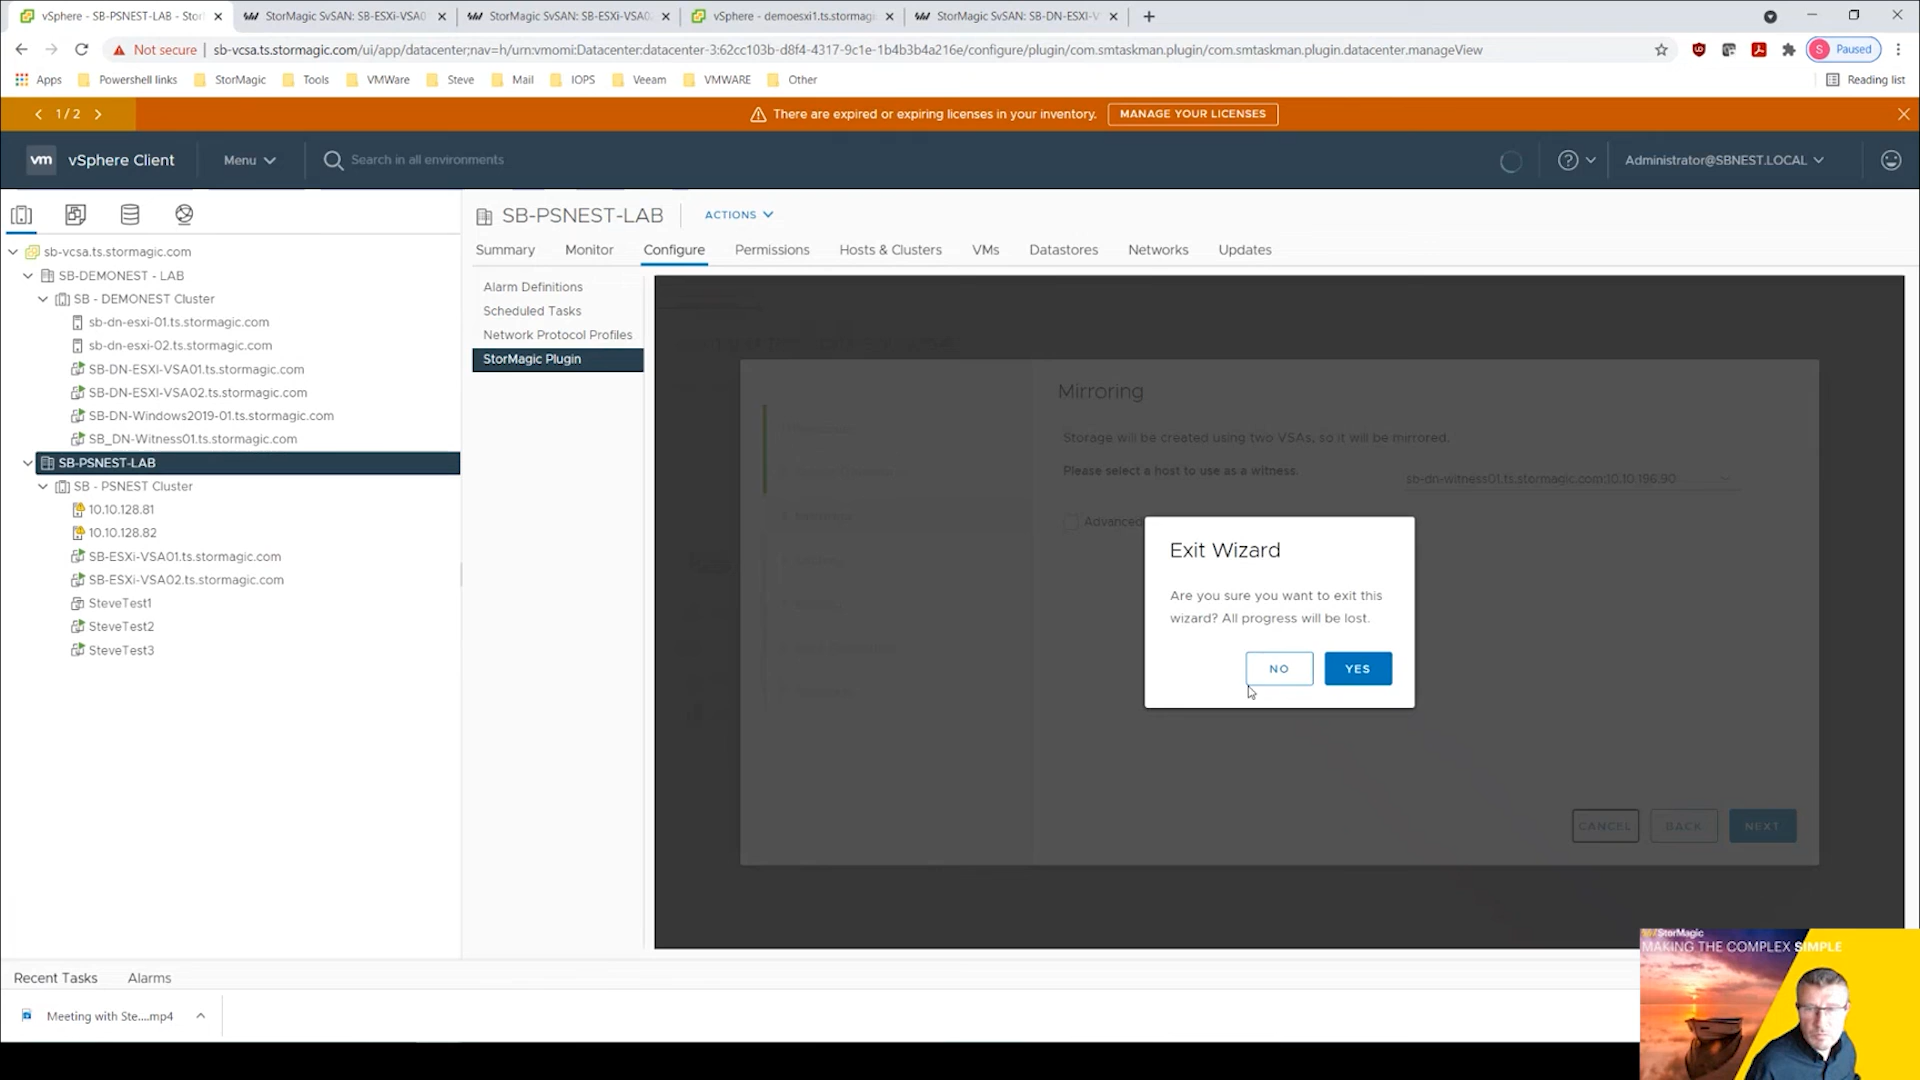 vSphere - SB-PSNEST-LAB - Stor
StorMagic SvSAN: SB-ESXi-VSA0
StorMagic SvSAN: SB-ESXi-VSA02
vSphere - demoesxi1.ts.stormagic
StorMagic SvSAN: SB-DN-ESXI-V
Not secure
sb-vcsa.ts.stormagic.com/ui/app/datacenter;nav=h/urn:vmomi:Datacenter:datacenter-3:62cc103b-d8f4-4317-9c1e-1b4b3b4a216e/configure/plugin/com.smtaskman.plugin/com.smtaskman.plugin.datacenter.manageView
S Paused
Apps
Powershell links
StorMagic
Tools
VMWare
Steve
Mail
IOPS
Veeam
VMWARE
Other
Reading list
1 / 2
There are expired or expiring licenses in your inventory.
MANAGE YOUR LICENSES
vm vSphere Client
Menu
Search in all environments
Administrator@SBNEST.LOCAL
sb-vcsa.ts.stormagic.com
SB-DEMONEST - LAB
SB - DEMONEST Cluster
sb-dn-esxi-01.ts.stormagic.com
sb-dn-esxi-02.ts.stormagic.com
SB-DN-ESXI-VSA01.ts.stormagic.com
SB-DN-ESXI-VSA02.ts.stormagic.com
SB-DN-Windows2019-01.ts.stormagic.com
SB_DN-Witness01.ts.stormagic.com
SB-PSNEST-LAB
SB - PSNEST Cluster
10.10.128.81
10.10.128.82
SB-ESXi-VSA01.ts.stormagic.com
SB-ESXi-VSA02.ts.stormagic.com
SteveTest1
SteveTest2
SteveTest3
SB-PSNEST-LAB
ACTIONS
Summary
Monitor
Configure
Permissions
Hosts & Clusters
VMs
Datastores
Networks
Updates
Alarm Definitions
Scheduled Tasks
Network Protocol Profiles
StorMagic Plugin
Mirroring
Storage will be created using two VSAs, so it will be mirrored.
Please select a host to use as a witness.
sb-dn-witness01.ts.stormagic.com:10.10.196.90
Advanced
Exit Wizard
Are you sure you want to exit this
wizard? All progress will be lost.
NO
YES
CANCEL
BACK
NEXT
Recent Tasks
Alarms
Meeting with Ste....mp4
StorMagic
MAKING THE COMPLEX SIMPLE